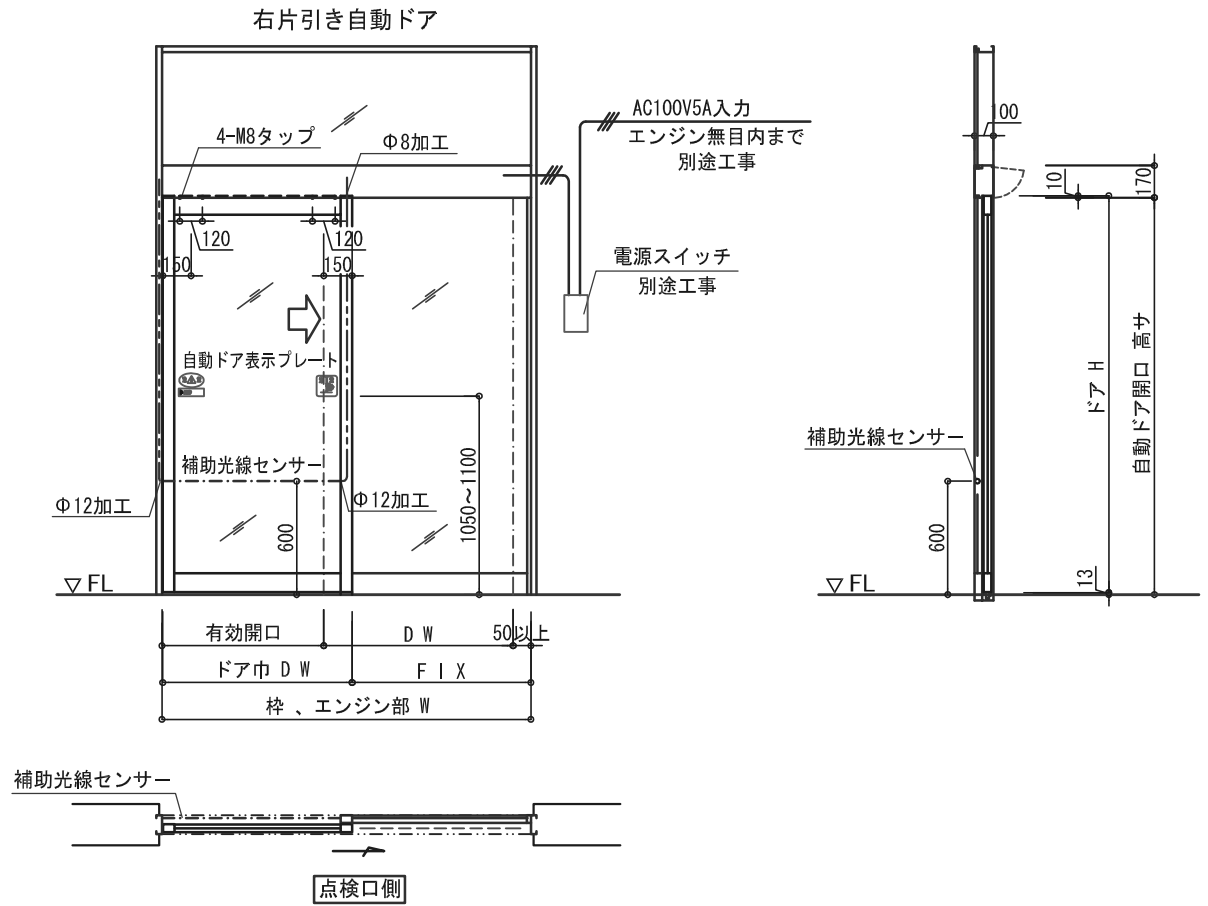 右片引き自動ドア
4-M8タップ
Φ8加工
AC100V5A入力
エンジン無目内まで
別途工事
120
120
150
150
電源スイッチ
別途工事
自動ドア表示プレート
補助光線センサー
Φ12加工
Φ12加工
600
1050~1100
▽ FL
有効開口
DW
50以上
ドア巾 DW
FIX
枠、エンジン部 W
100
10
170
ドア H
自動ドア開口 高サ
補助光線センサー
600
13
▽ FL
補助光線センサー
点検口側